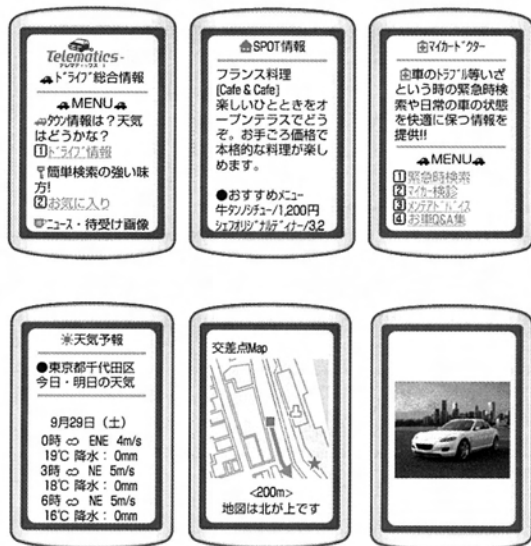 Telematics
ドライブ総合情報
MENU
タウン情報は？天気
はどうかな？
1ドライブ情報
簡単検索の強い味
方!
2お気に入り
ニュース・待受け画像
SPOT情報
フランス料理
[Cafe & Cafe]
楽しいひとときをオ
ープンテラスでどう
ぞ。お手ごろ価格で
本格的な料理が楽し
めます。
●おすすめメニュー
牛タンシチュー/1,200円
シェフオリジナルディナー/3,2
マイカードクター
車のトラブル等いざ
という時の緊急時検
索や日常の車の状態
を快適に保つ情報を
提供!!
MENU
1緊急時検索
2マイカー検診
3メンテアドバイス
4お車Q&A集
天気予報
●東京都千代田区
今日・明日の天気
9月29日（土）
0時 ENE 4m/s
19℃ 降水：0mm
3時 NE 5m/s
18℃ 降水：0mm
6時 NE 5m/s
16℃ 降水：0mm
交差点Map
<200m>
地図は北が上です